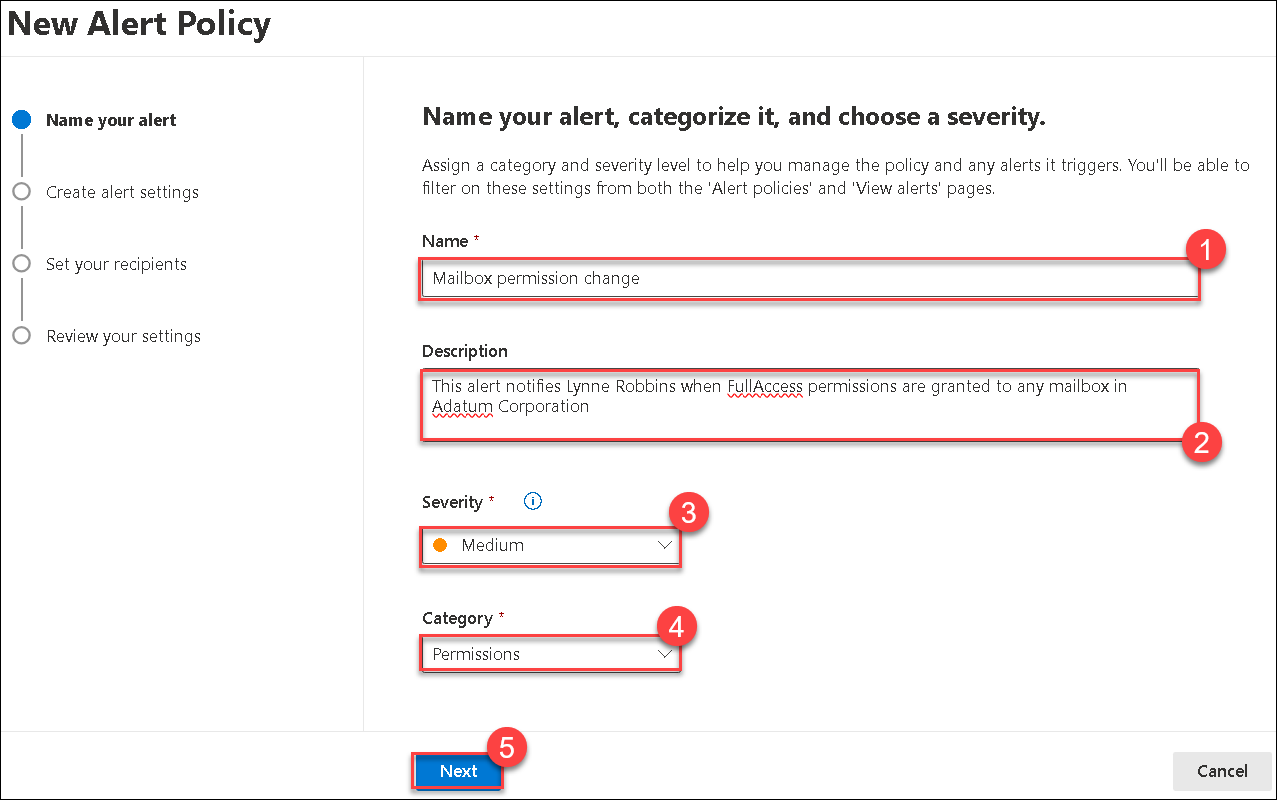 New Alert Policy
Name your alert
Create alert settings
Set your recipients
Review your settings
Name your alert, categorize it, and choose a severity.
Assign a category and severity level to help you manage the policy and any alerts it triggers. You'll be able to
filter on these settings from both the 'Alert policies' and 'View alerts' pages.
Name *
1
Mailbox permission change
Description
This alert notifies Lynne Robbins when FullAccess permissions are granted to any mailbox in
Adatum Corporation
2
Severity * i
3
Medium
Category *
4
Permissions
5
Next
Cancel